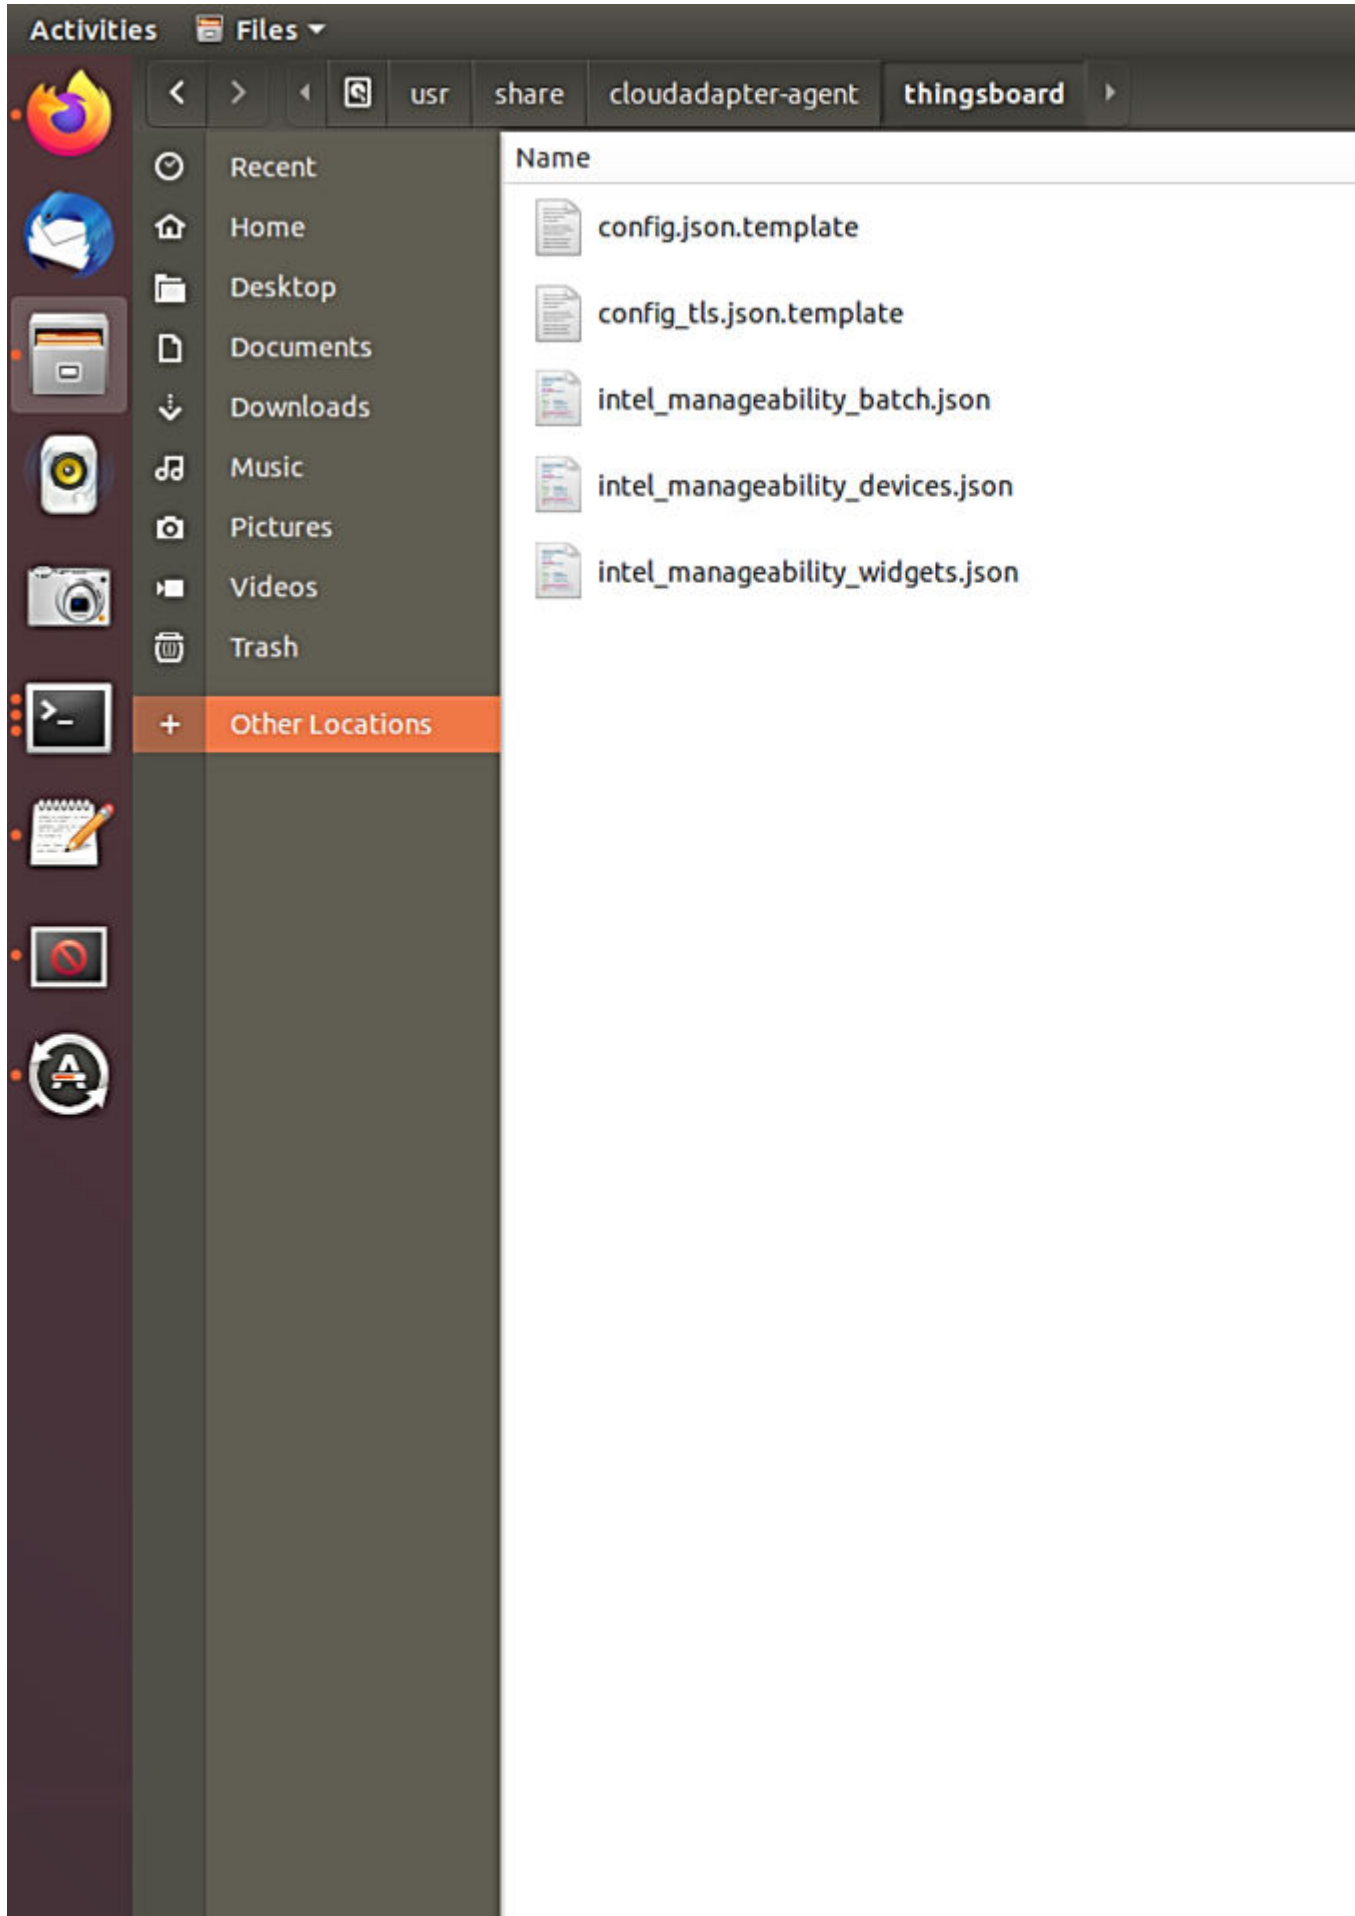 Activities Files
usr share cloudadapter-agent thingsboard
Recent
Home
Desktop
Documents
Downloads
Music
Pictures
Videos
Trash
Other Locations
Name
config.json.template
config_tls.json.template
intel_manageability_batch.json
intel_manageability_devices.json
intel_manageability_widgets.json